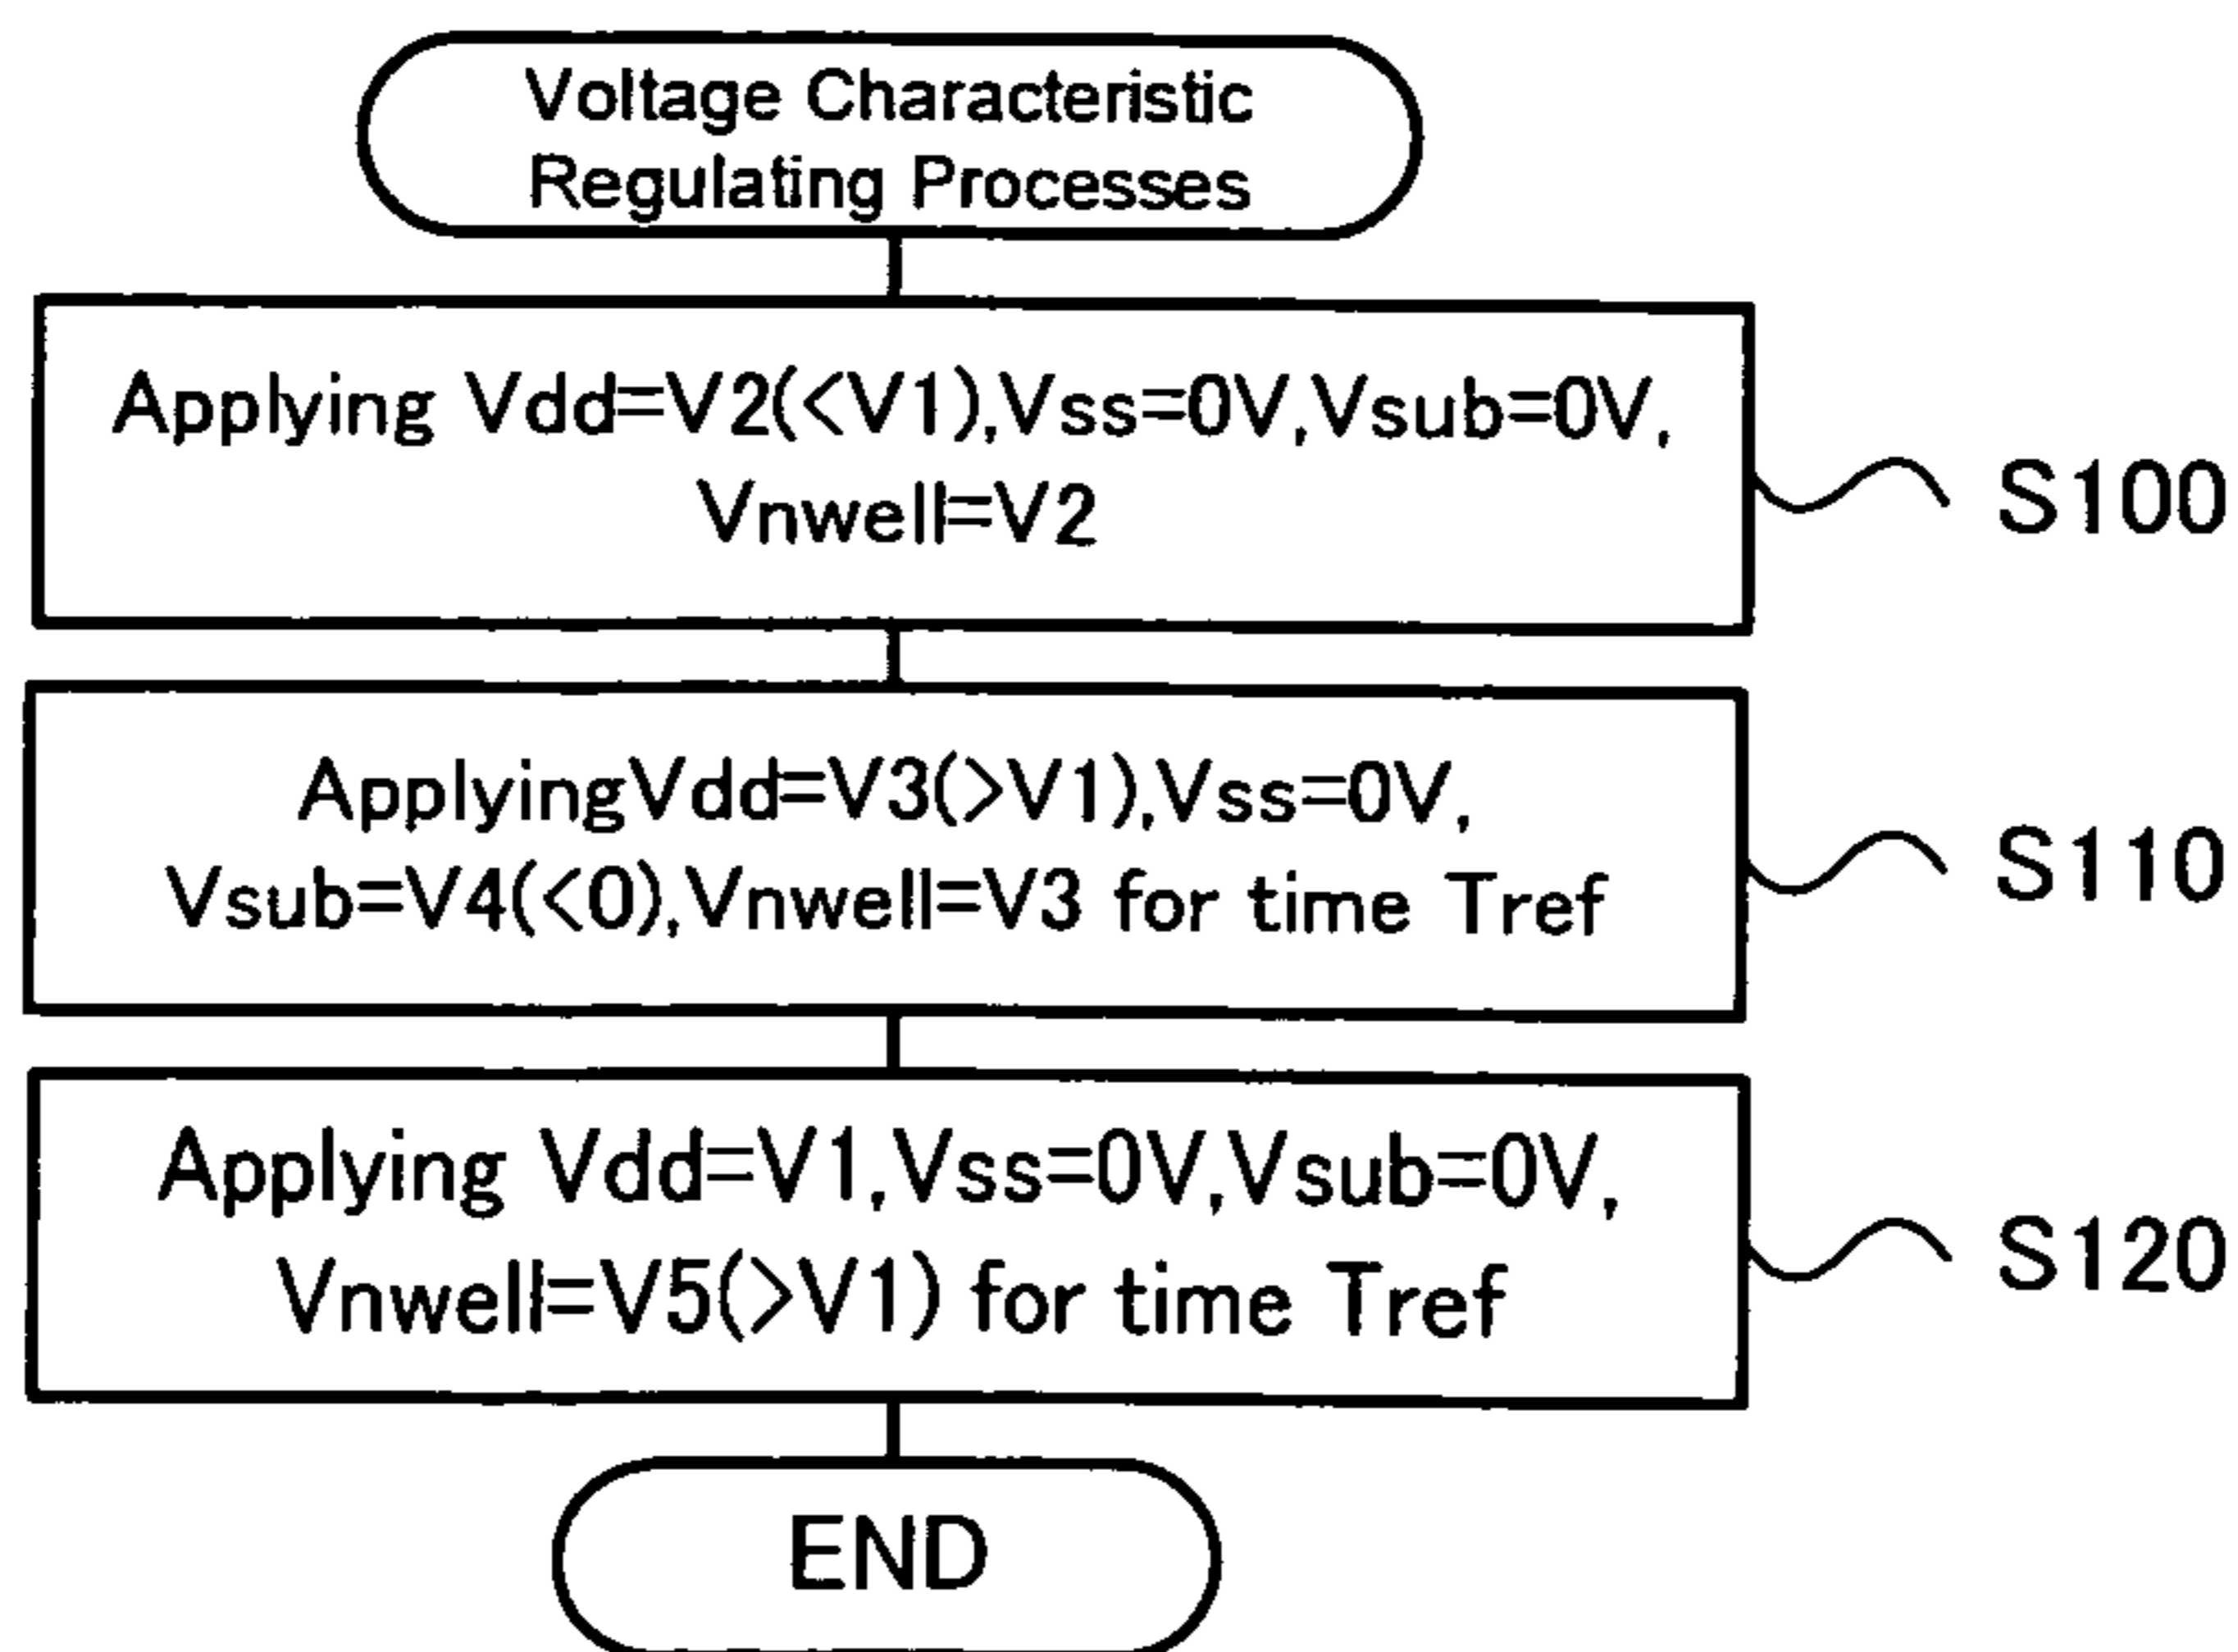 Voltage Characteristic
Regulating Processes
Applying Vdd=V2(<V1),Vss=0V,Vsub=0V,
Vnwell=V2
S100
ApplyingVdd=V3(>V1),Vss=0V,
Vsub=V4(<0),Vnwell=V3 for time Tref
S110
Applying Vdd=V1,Vss=0V,Vsub=0V,
Vnwell=V5(>V1) for time Tref
S120
END